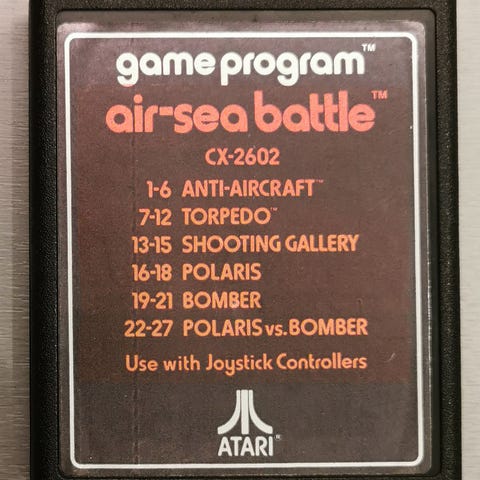 game program™
air-sea battle™
CX-2602
1-6 ANTI-AIRCRAFT™
7-12 TORPEDO™
13-15 SHOOTING GALLERY
16-18 POLARIS
19-21 BOMBER
22-27 POLARIS vs. BOMBER
Use with Joystick Controllers
ATARI®